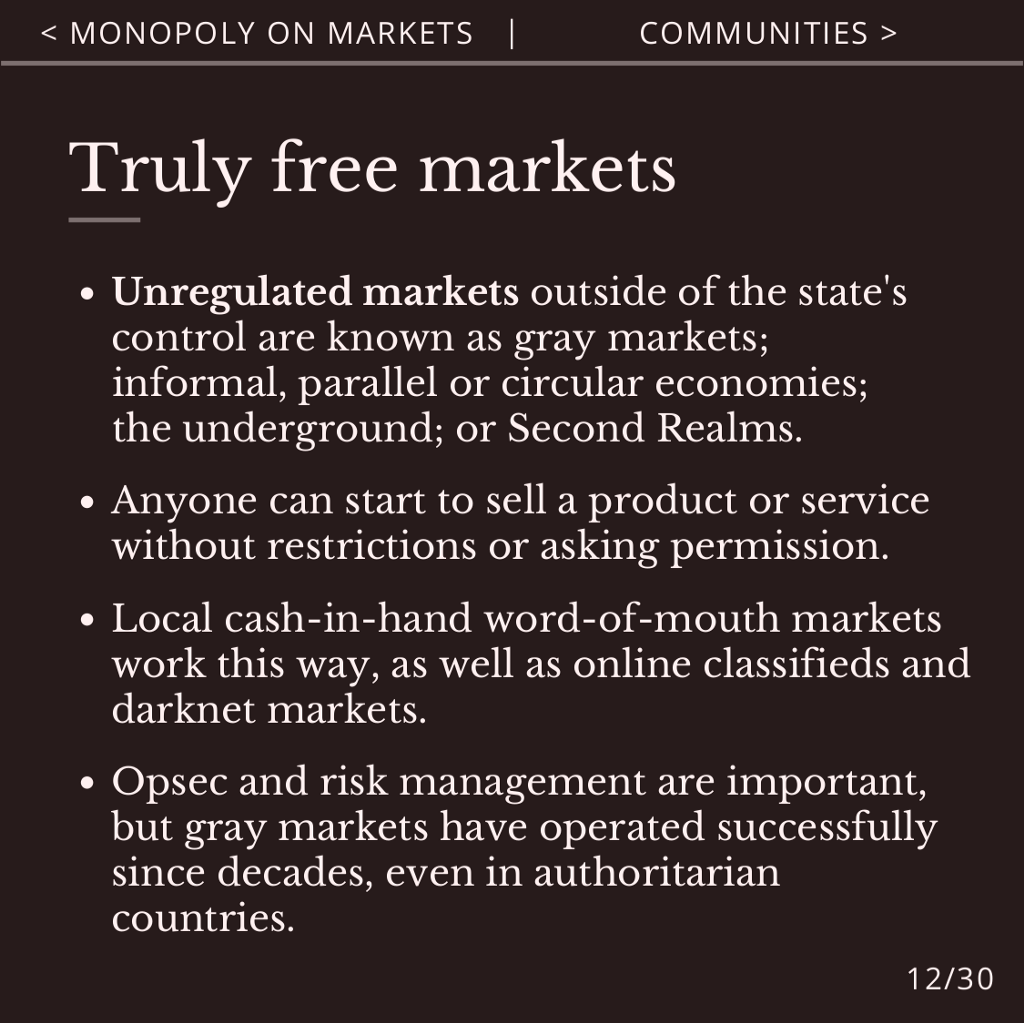 < MONOPOLY ON MARKETS | COMMUNITIES >
Truly free markets
• Unregulated markets outside of the state's
control are known as gray markets;
informal, parallel or circular economies;
the underground; or Second Realms.
• Anyone can start to sell a product or service
without restrictions or asking permission.
• Local cash-in-hand word-of-mouth markets
work this way, as well as online classifieds and
darknet markets.
• Opsec and risk management are important,
but gray markets have operated successfully
since decades, even in authoritarian
countries.
12/30